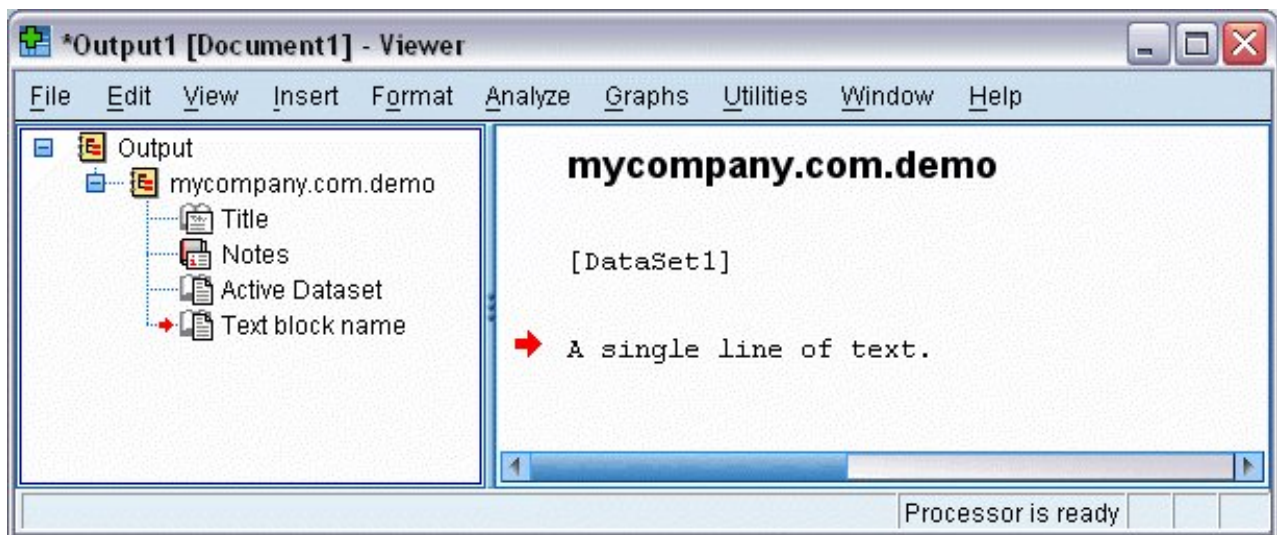 *Output1 [Document1] - Viewer
File Edit View Insert Format Analyze Graphs Utilities Window Help
Output
mycompany.com.demo
Title
Notes
Active Dataset
Text block name
mycompany.com.demo
[DataSet1]
A single line of text.
Processor is ready